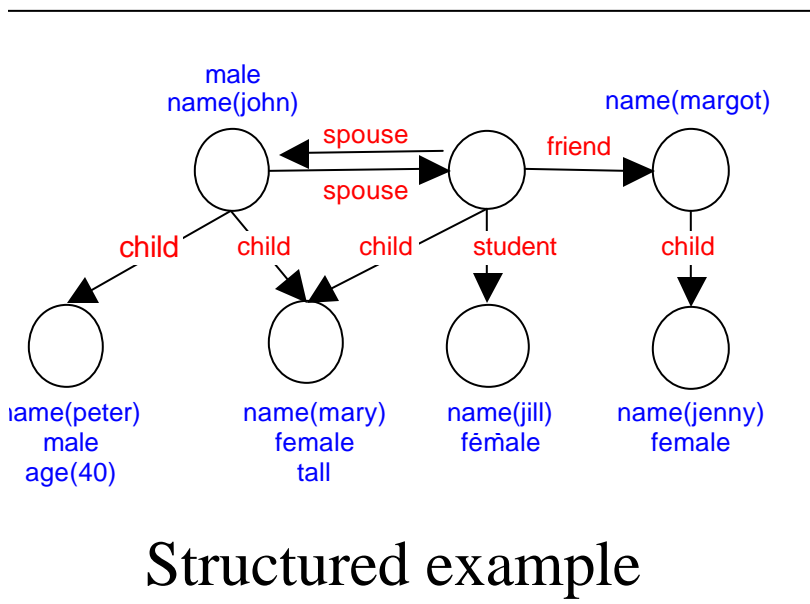 male
name(john)
name(margot)
spouse
friend
spouse
child
child
child
student
child
name(peter)
name(mary)
name(jill)
name(jenny)
male
female
female
female
age(40)
tall
Structured example